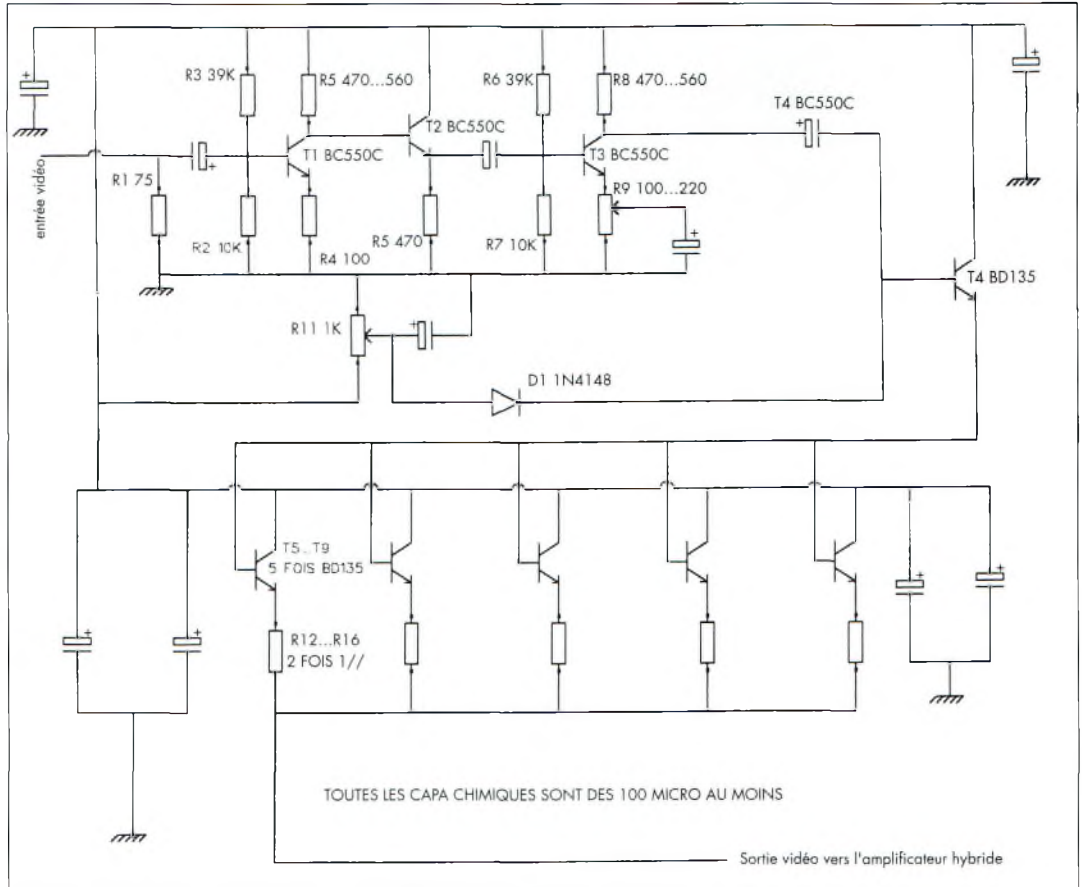 R3 39K
R5 470...560
R6 39K
R8 470...560
T4 BC550C
T2 BC550C
T1 BC550C
T3 BC550C
entrée vidéo
R1 75
R9 100...220
R2 10K
R4 100
R5 470
R7 10K
T4 BD135
R11 1K
D1 1N4148
T5...T9
5 FOIS BD135
R12...R16
2 FOIS 1//
TOUTES LES CAPA CHIMIQUES SONT DES 100 MICRO AU MOINS
Sortie vidéo vers l'amplificateur hybride